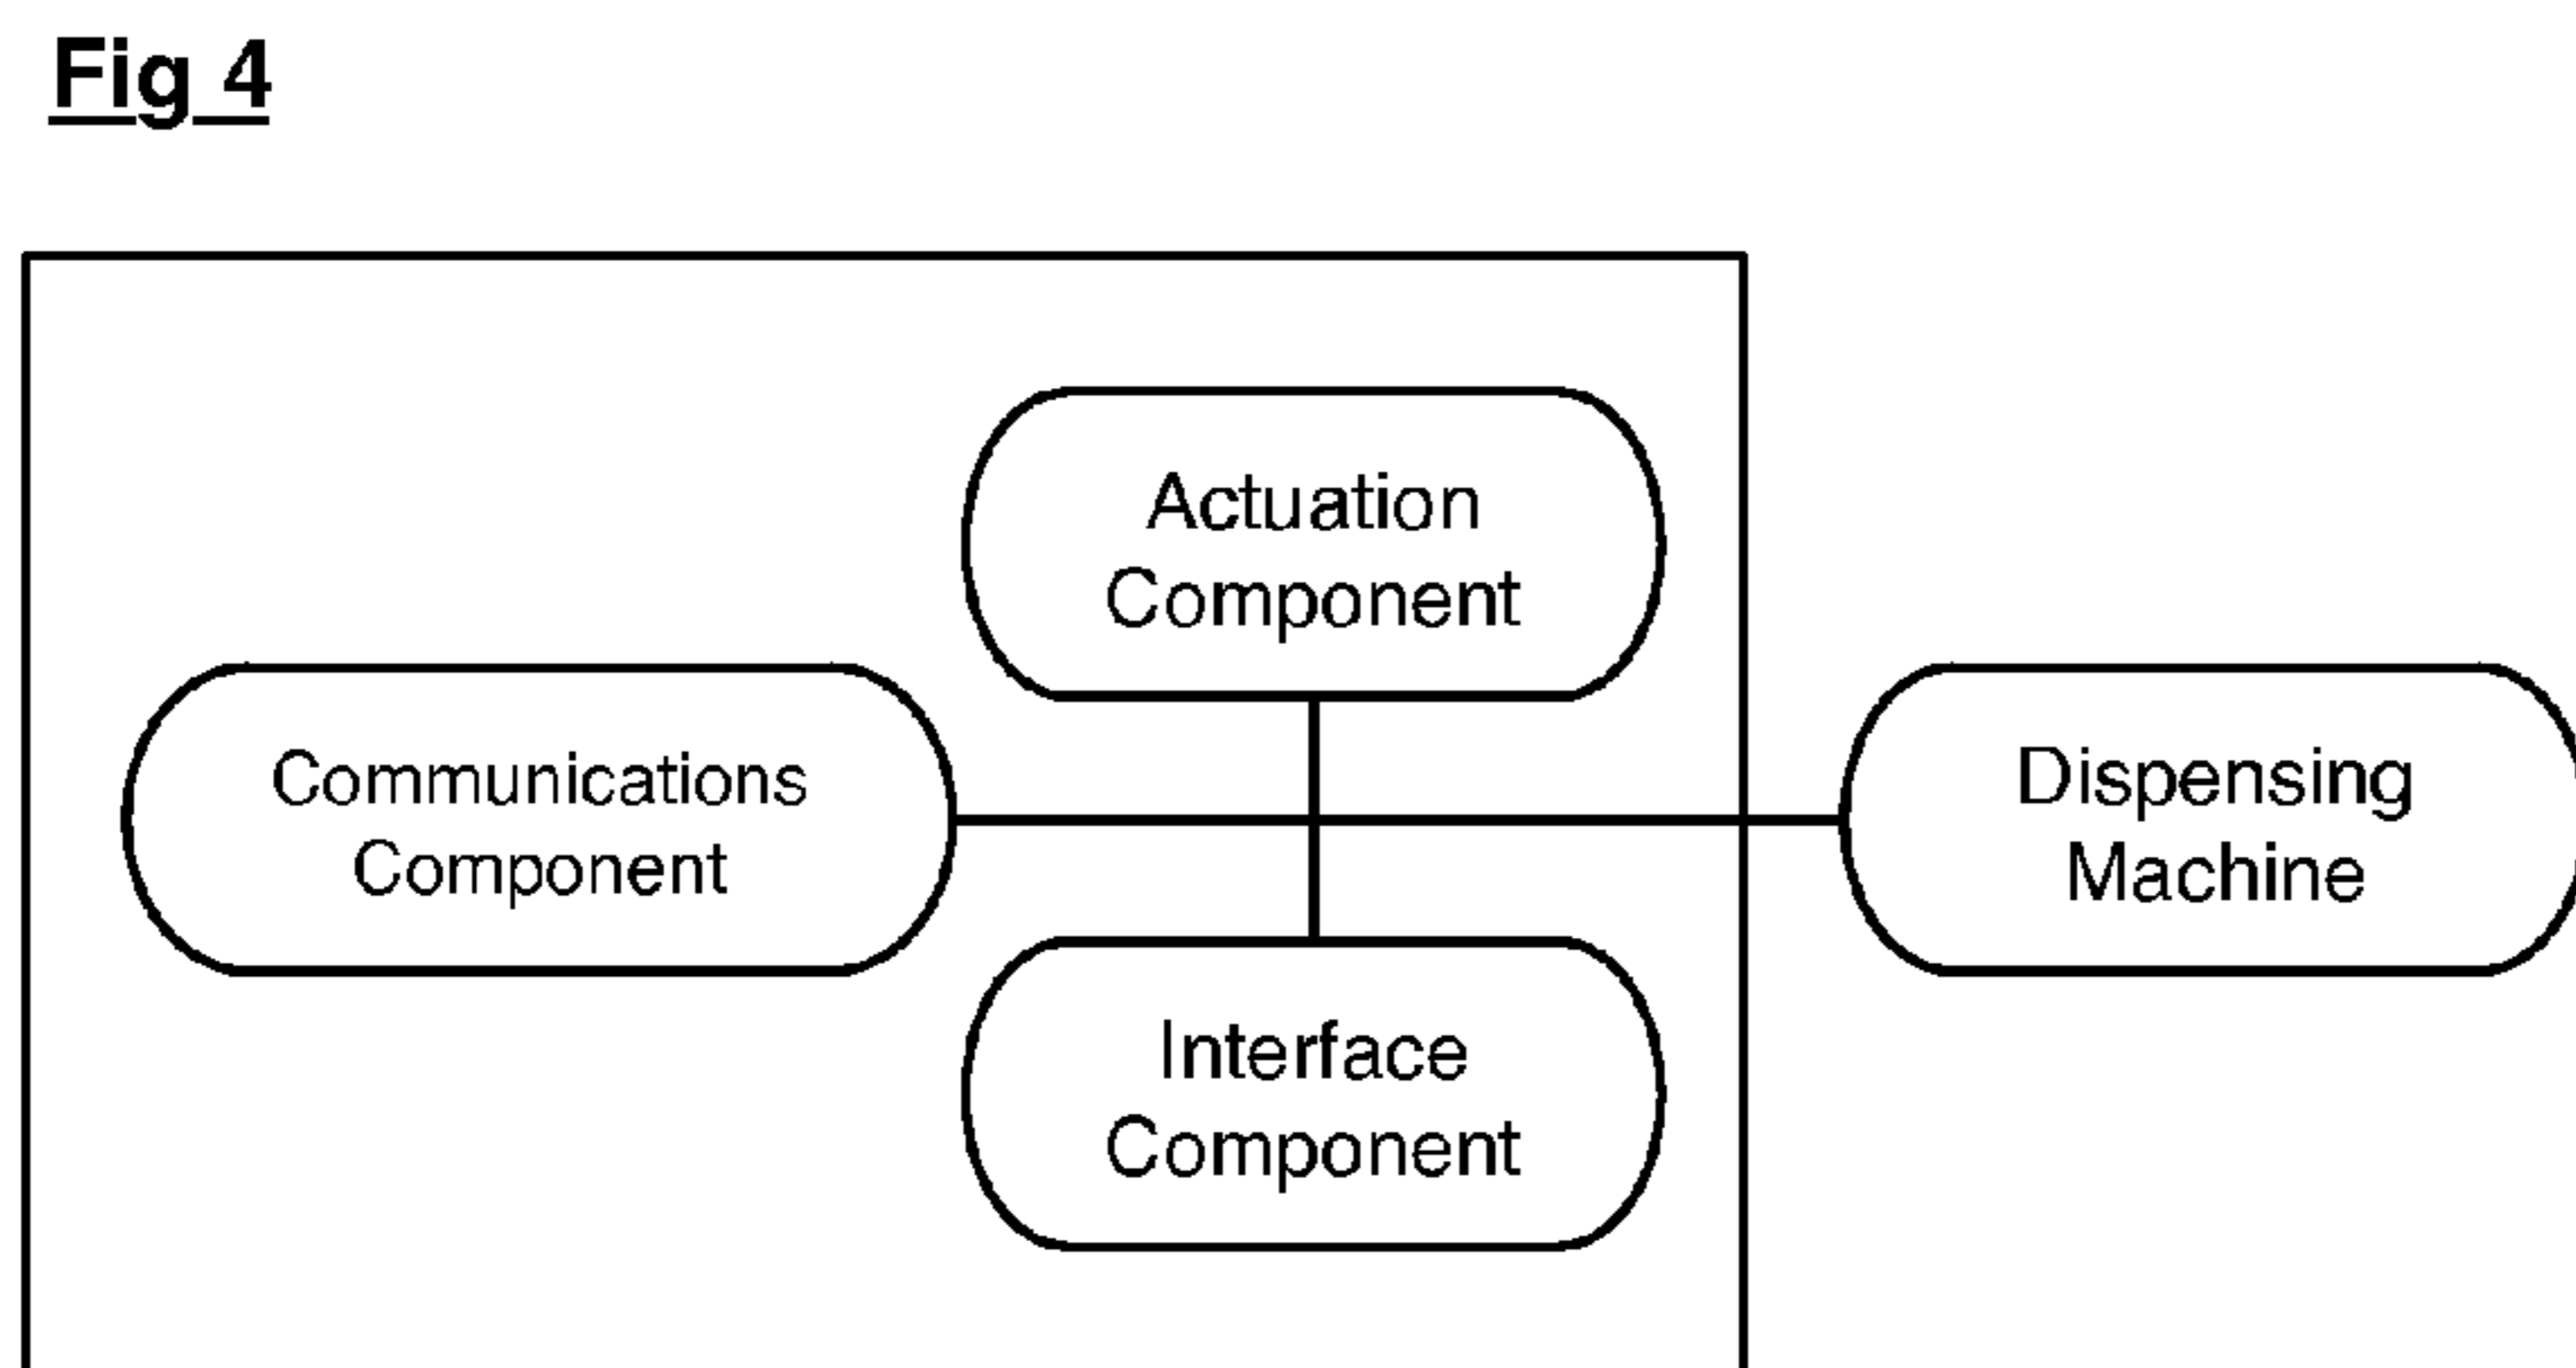 Fig 4
Actuation
Component
Communications
Component
Dispensing
Machine
Interface
Component